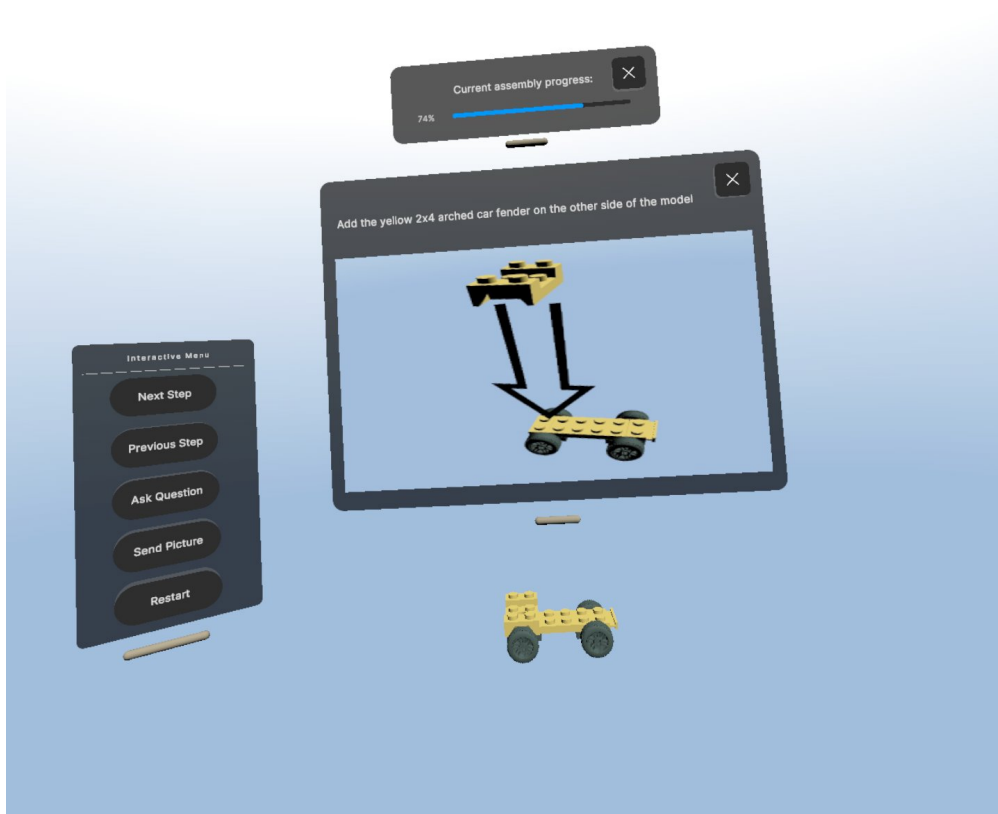 Current assembly progress:
74%
Add the yellow 2x4 arched car fender on the other side of the model
Interactive Menu
Next Step
Previous Step
Ask Question
Send Picture
Restart